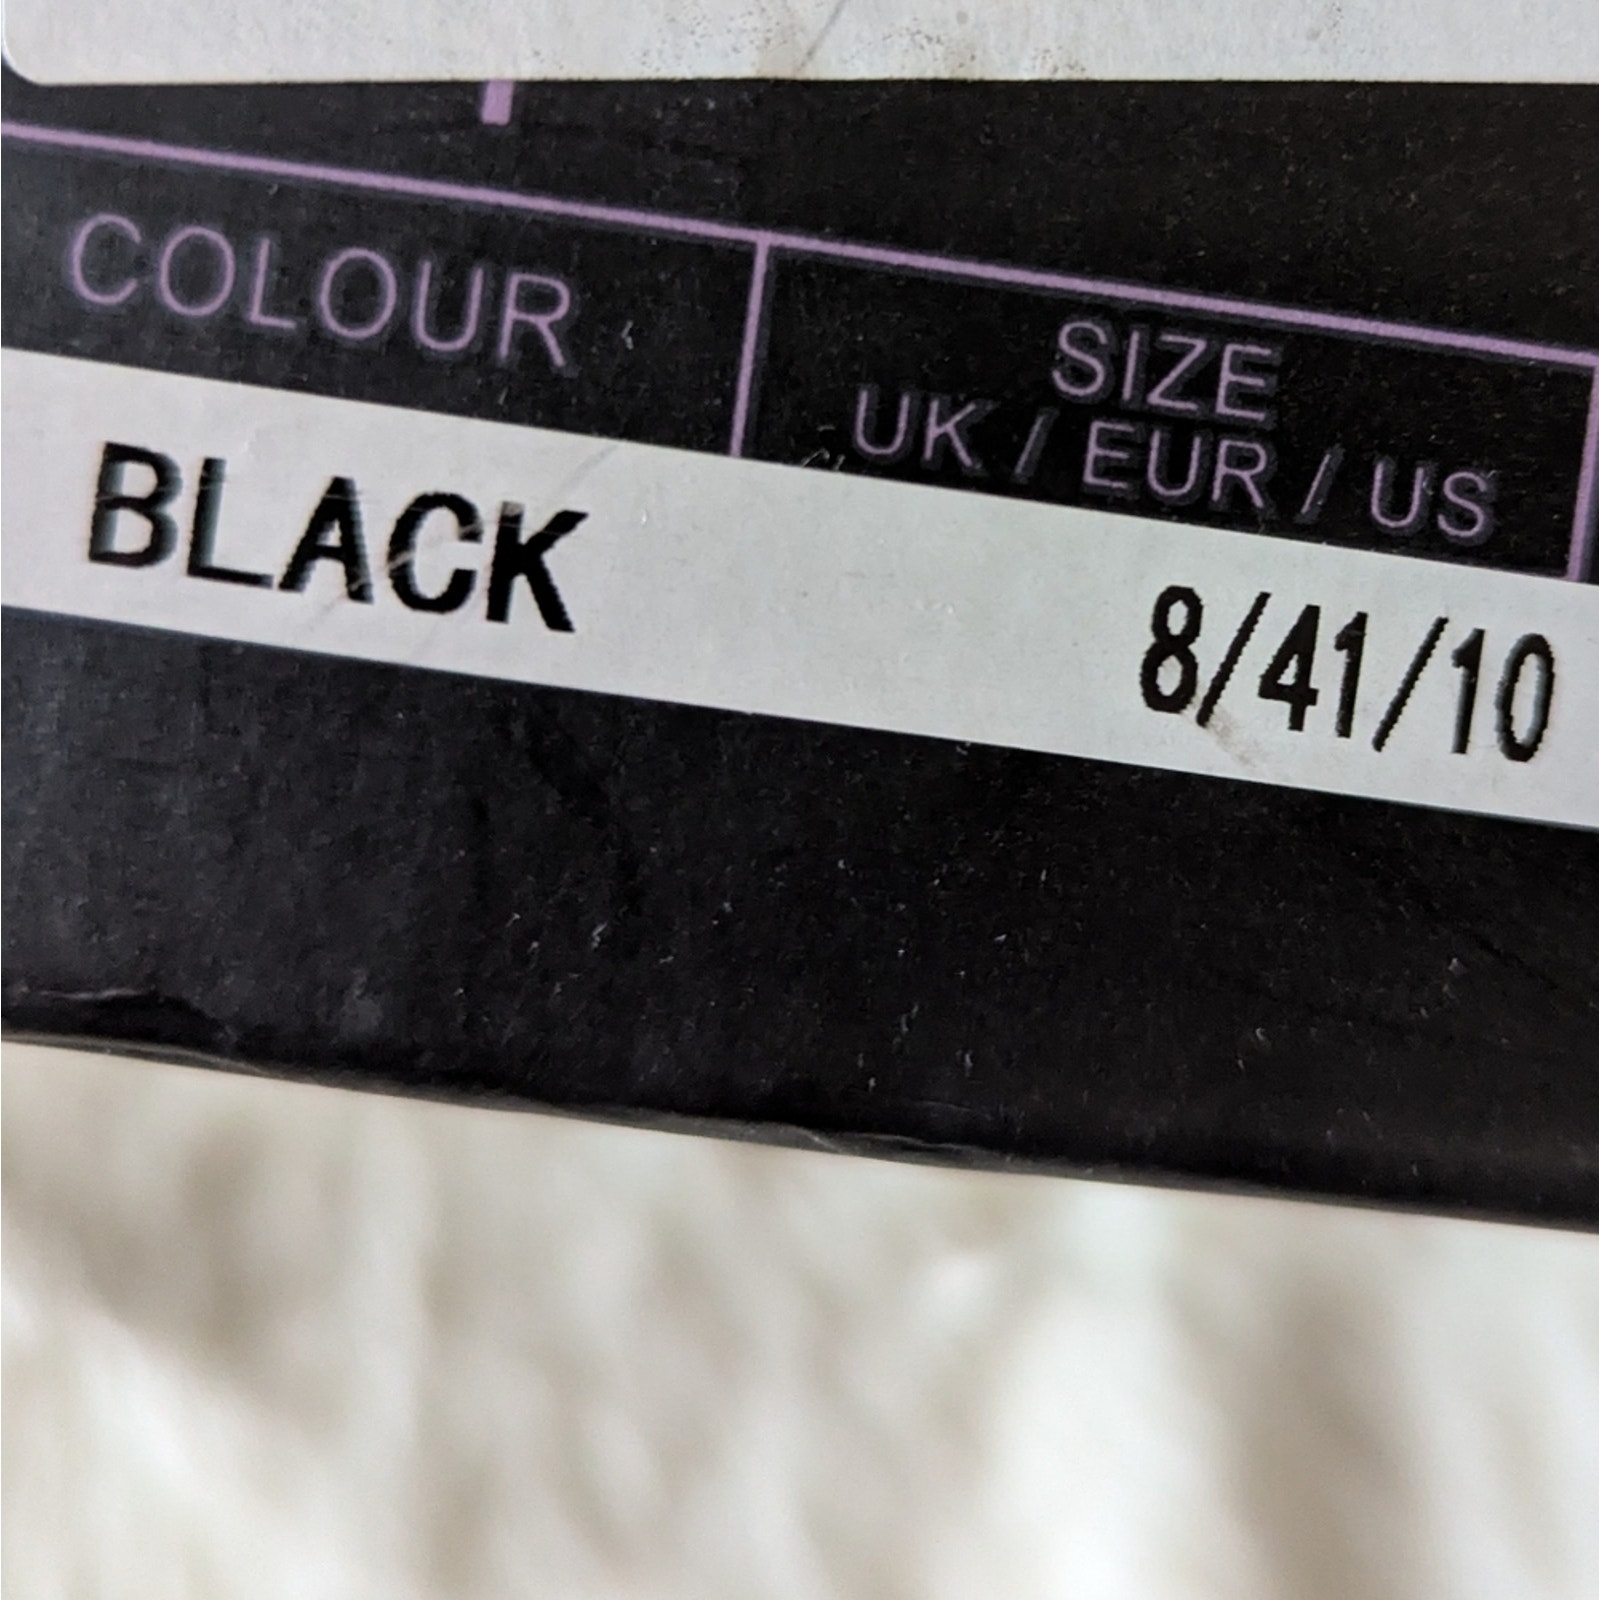 COLOUR
SIZE
UK / EUR / US
BLACK
8/41/10